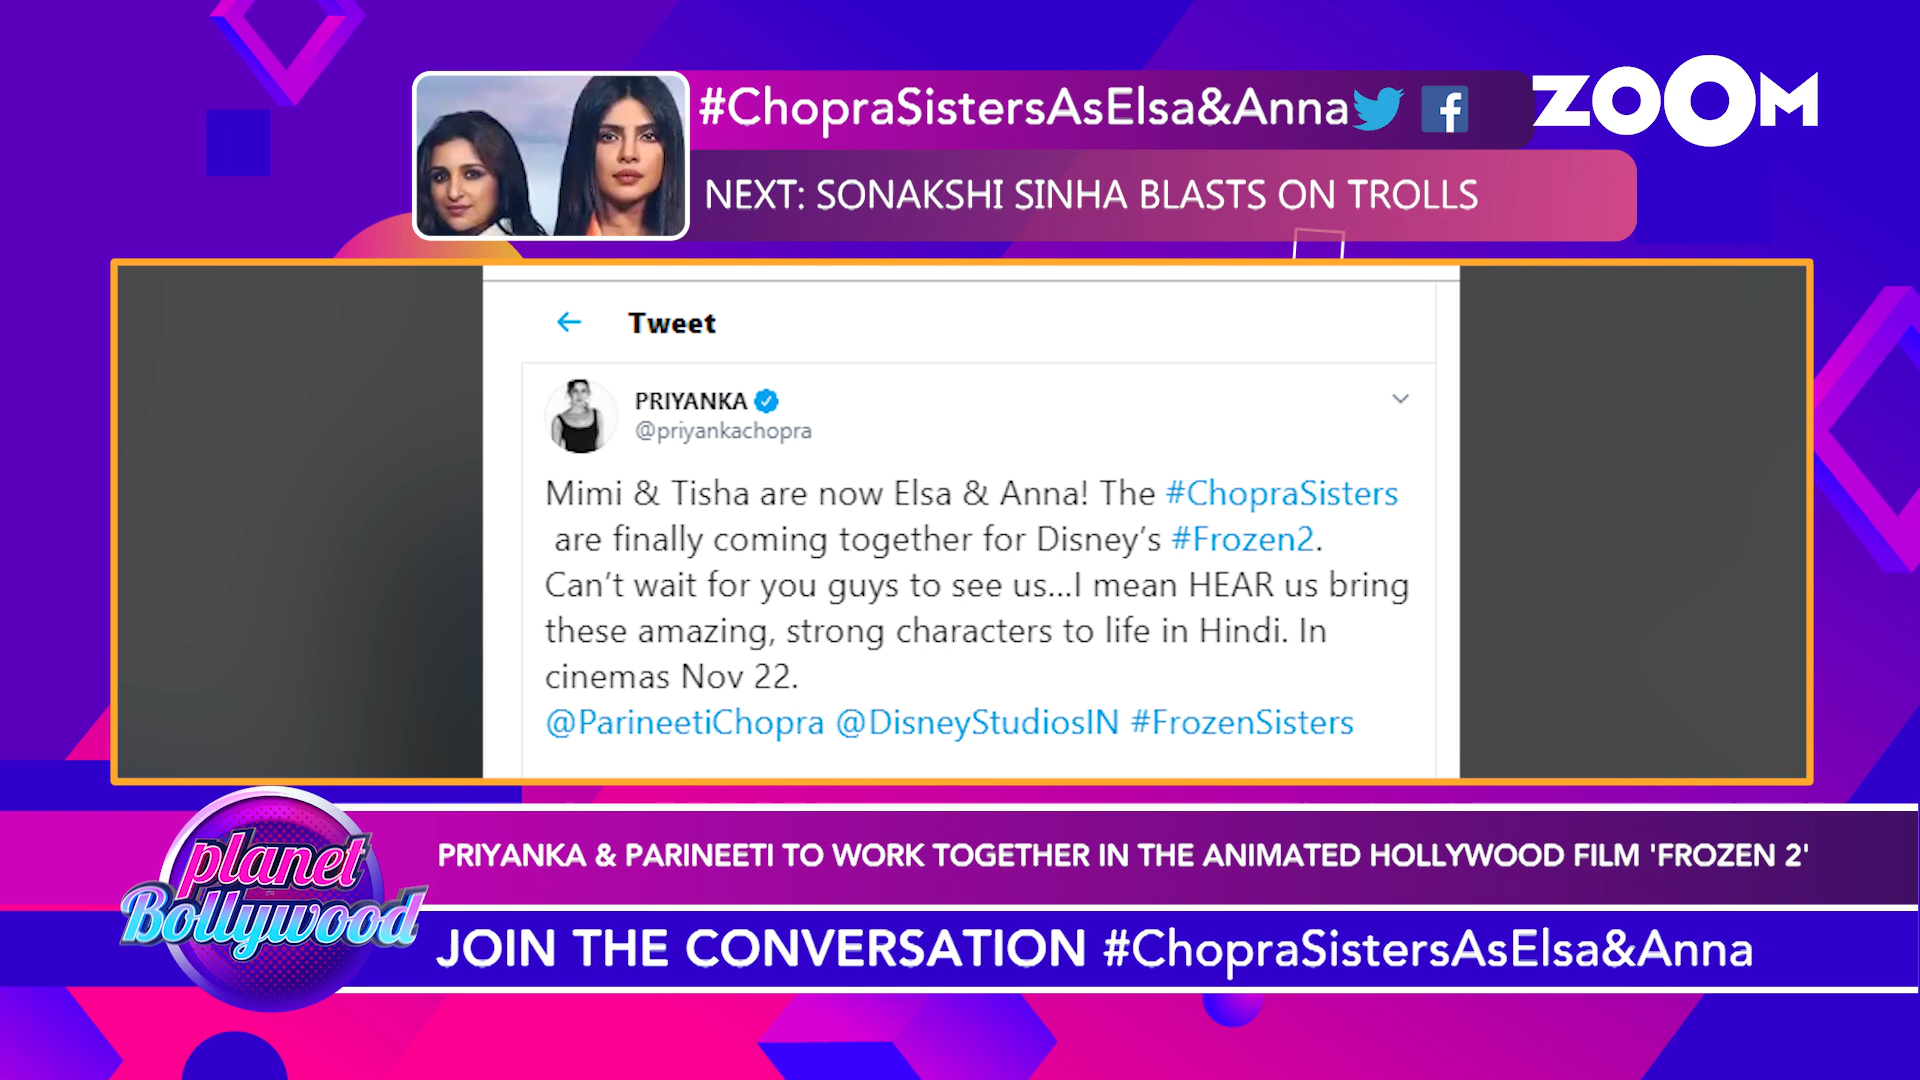 #ChopraSistersAsElsa&Anna
zoom
NEXT: SONAKSHI SINHA BLASTS ON TROLLS
Tweet
PRIYANKA
@priyankachopra
Mimi & Tisha are now Elsa & Anna! The #ChopraSisters
are finally coming together for Disney’s #Frozen2.
Can’t wait for you guys to see us...I mean HEAR us bring
these amazing, strong characters to life in Hindi. In
cinemas Nov 22.
@ParineetiChopra @DisneyStudiosIN #FrozenSisters
planet
Bollywood
PRIYANKA & PARINEETI TO WORK TOGETHER IN THE ANIMATED HOLLYWOOD FILM 'FROZEN 2'
JOIN THE CONVERSATION #ChopraSistersAsElsa&Anna